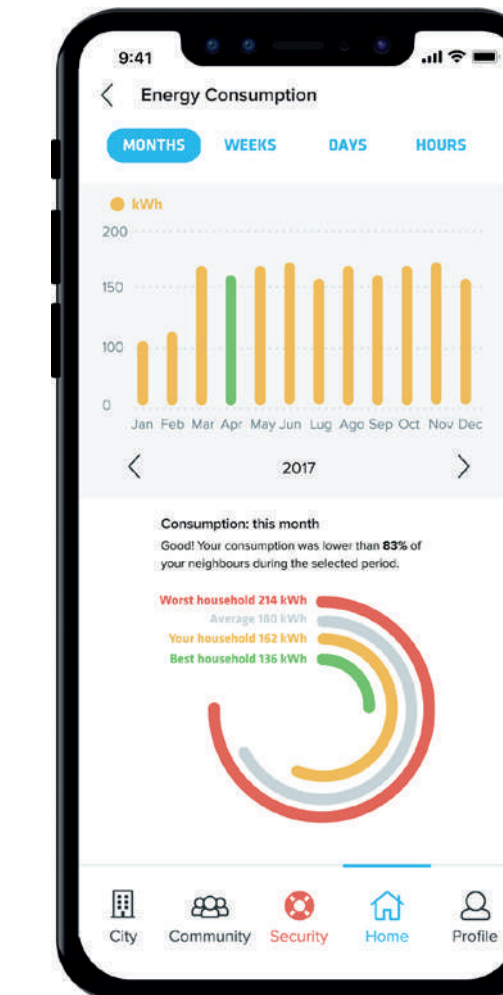 9:41
Energy Consumption
MONTHS WEEKS DAYS HOURS
kWh
200
150
100
0
Jan Feb Mar Apr May Jun Lug Ago Sep Oct Nov Dec
2017
Consumption: this month
Good! Your consumption was lower than 83% of
your neighbours during the selected period.
Worst household 214 kWh
Average 180 kWh
Your household 162 kWh
Best household 136 kWh
City Community Security Home Profile